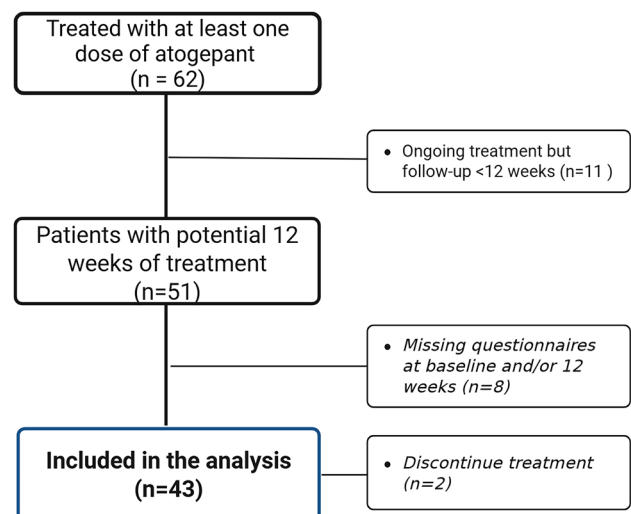 Treated with at least one
dose of atogepant
(n = 62)
• Ongoing treatment but
follow-up <12 weeks (n=11 )
Patients with potential 12
weeks of treatment
(n=51)
• Missing questionnaires
at baseline and/or 12
weeks (n=8)
Included in the analysis
(n=43)
• Discontinue treatment
(n=2)